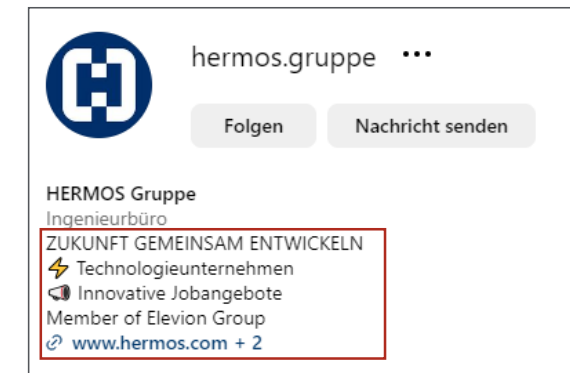 hermos.gruppe ...
Folgen Nachricht senden
HERMOS Gruppe
Ingenieurbüro
ZUKUNFT GEMEINSAM ENTWICKELN
⚡ Technologieunternehmen
📢 Innovative Jobangebote
Member of Elevion Group
🔗 www.hermos.com + 2